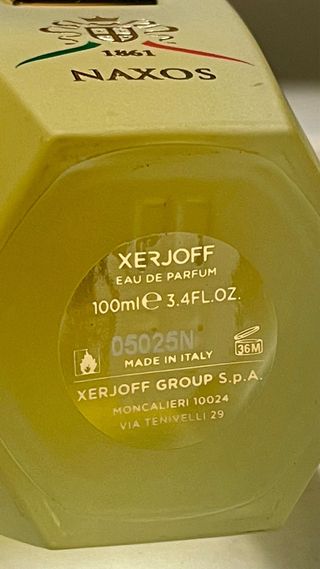 1861
NAXOS
XERJOFF
EAU DE PARFUM
100ml e 3.4FL.OZ.
05025N
MADE IN ITALY
36M
XERJOFF GROUP S.p.A.
MONCALIERI 10024
VIA TENIVELLI 29